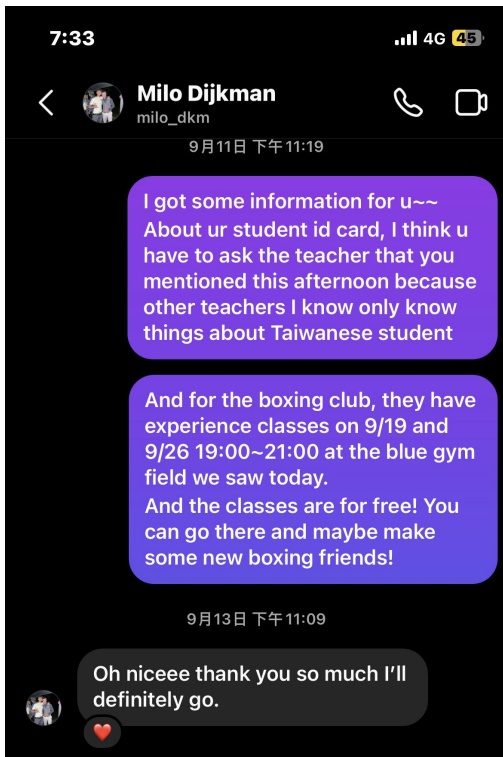 7:33
4G 45
Milo Dijkman
milo_dkm
9月11日 下午11:19
I got some information for u~~
About ur student id card, I think u
have to ask the teacher that you
mentioned this afternoon because
other teachers I know only know
things about Taiwanese student
And for the boxing club, they have
experience classes on 9/19 and
9/26 19:00~21:00 at the blue gym
field we saw today.
And the classes are for free! You
can go there and maybe make
some new boxing friends!
9月13日 下午11:09
Oh niceee thank you so much I’ll
definitely go.